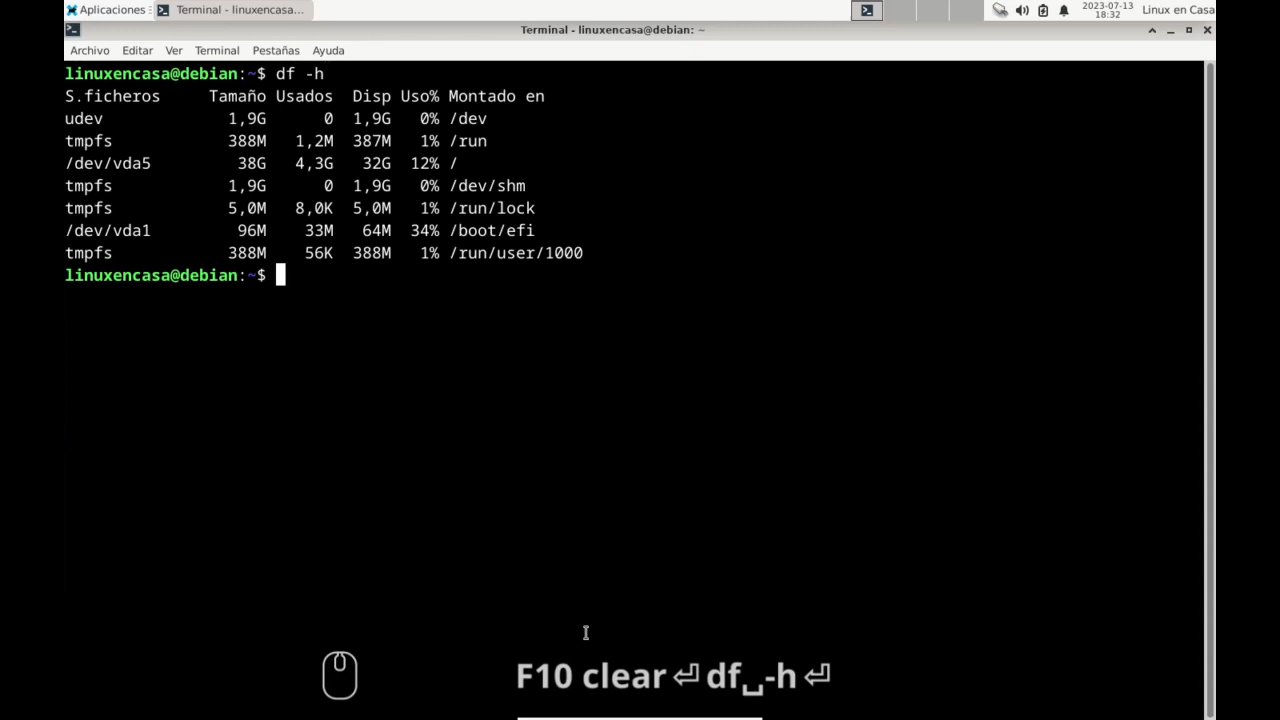 Aplicaciones Terminal - linuxencasa... 2023-07-13 18:32 Linux en Casa
Terminal - linuxencasa@debian: ~
Archivo Editar Ver Terminal Pestañas Ayuda
linuxencasa@debian:~$ df -h
S.ficheros Tamaño Usados Disp Uso% Montado en
udev 1,9G 0 1,9G 0% /dev
tmpfs 388M 1,2M 387M 1% /run
/dev/vda5 38G 4,3G 32G 12% /
tmpfs 1,9G 0 1,9G 0% /dev/shm
tmpfs 5,0M 8,0K 5,0M 1% /run/lock
/dev/vda1 96M 33M 64M 34% /boot/efi
tmpfs 388M 56K 388M 1% /run/user/1000
linuxencasa@debian:~$
F10 clear⏎ df␣-h⏎